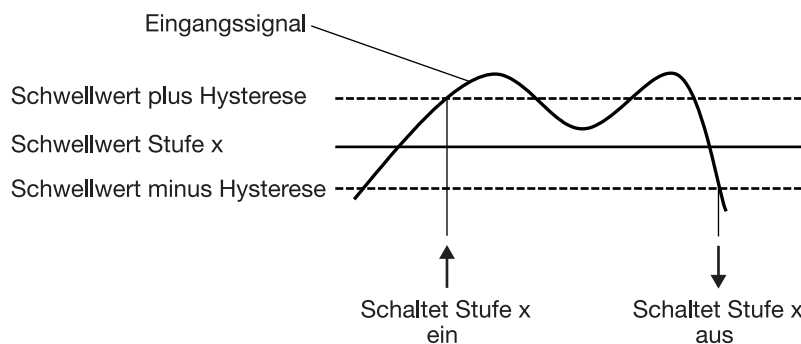 Eingangssignal
Schwellwert plus Hysterese
Schwellwert Stufe x
Schwellwert minus Hysterese
Schaltet Stufe x
ein
Schaltet Stufe x
aus